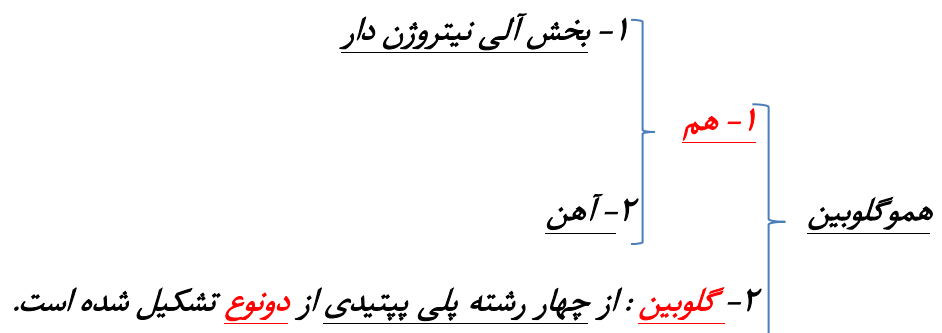 ۱- بخش آلی نیتروژن دار
۱- هم
۲- آهن
هموگلوبین
۲- گلوبین : از چهار رشته پلی پپتیدی از دونوع تشکیل شده است.